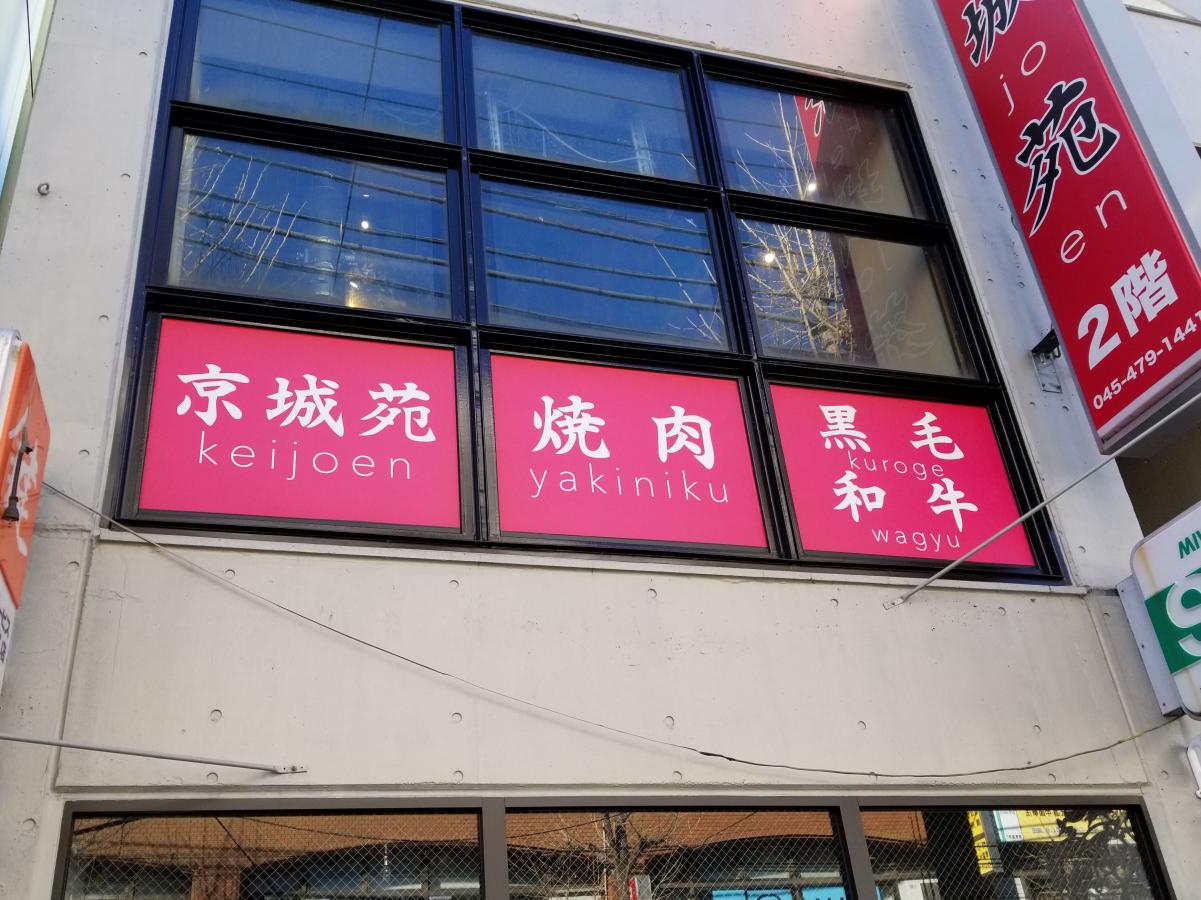 京城苑
keijoen
焼肉
yakiniku
黒毛
kuroge
和牛
wagyu
城
jo
苑
en
2階
045-479-1441